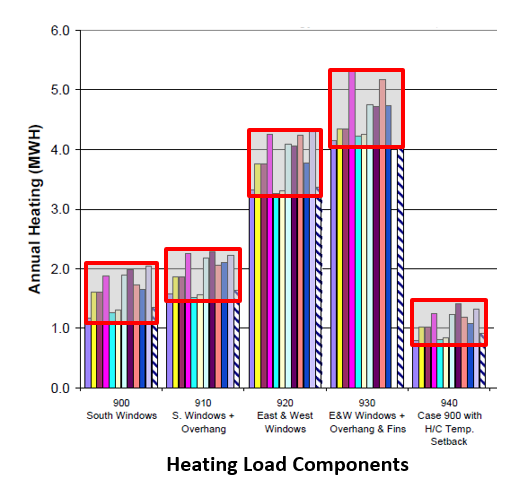 6.0
5.0
4.0
3.0
2.0
1.0
0.0
Annual Heating (MWH)
900
South Windows
910
S. Windows +
Overhang
920
East & West
Windows
930
E&W Windows +
Overhang & Fins
940
Case 900 with
H/C Temp.
Setback
Heating Load Components